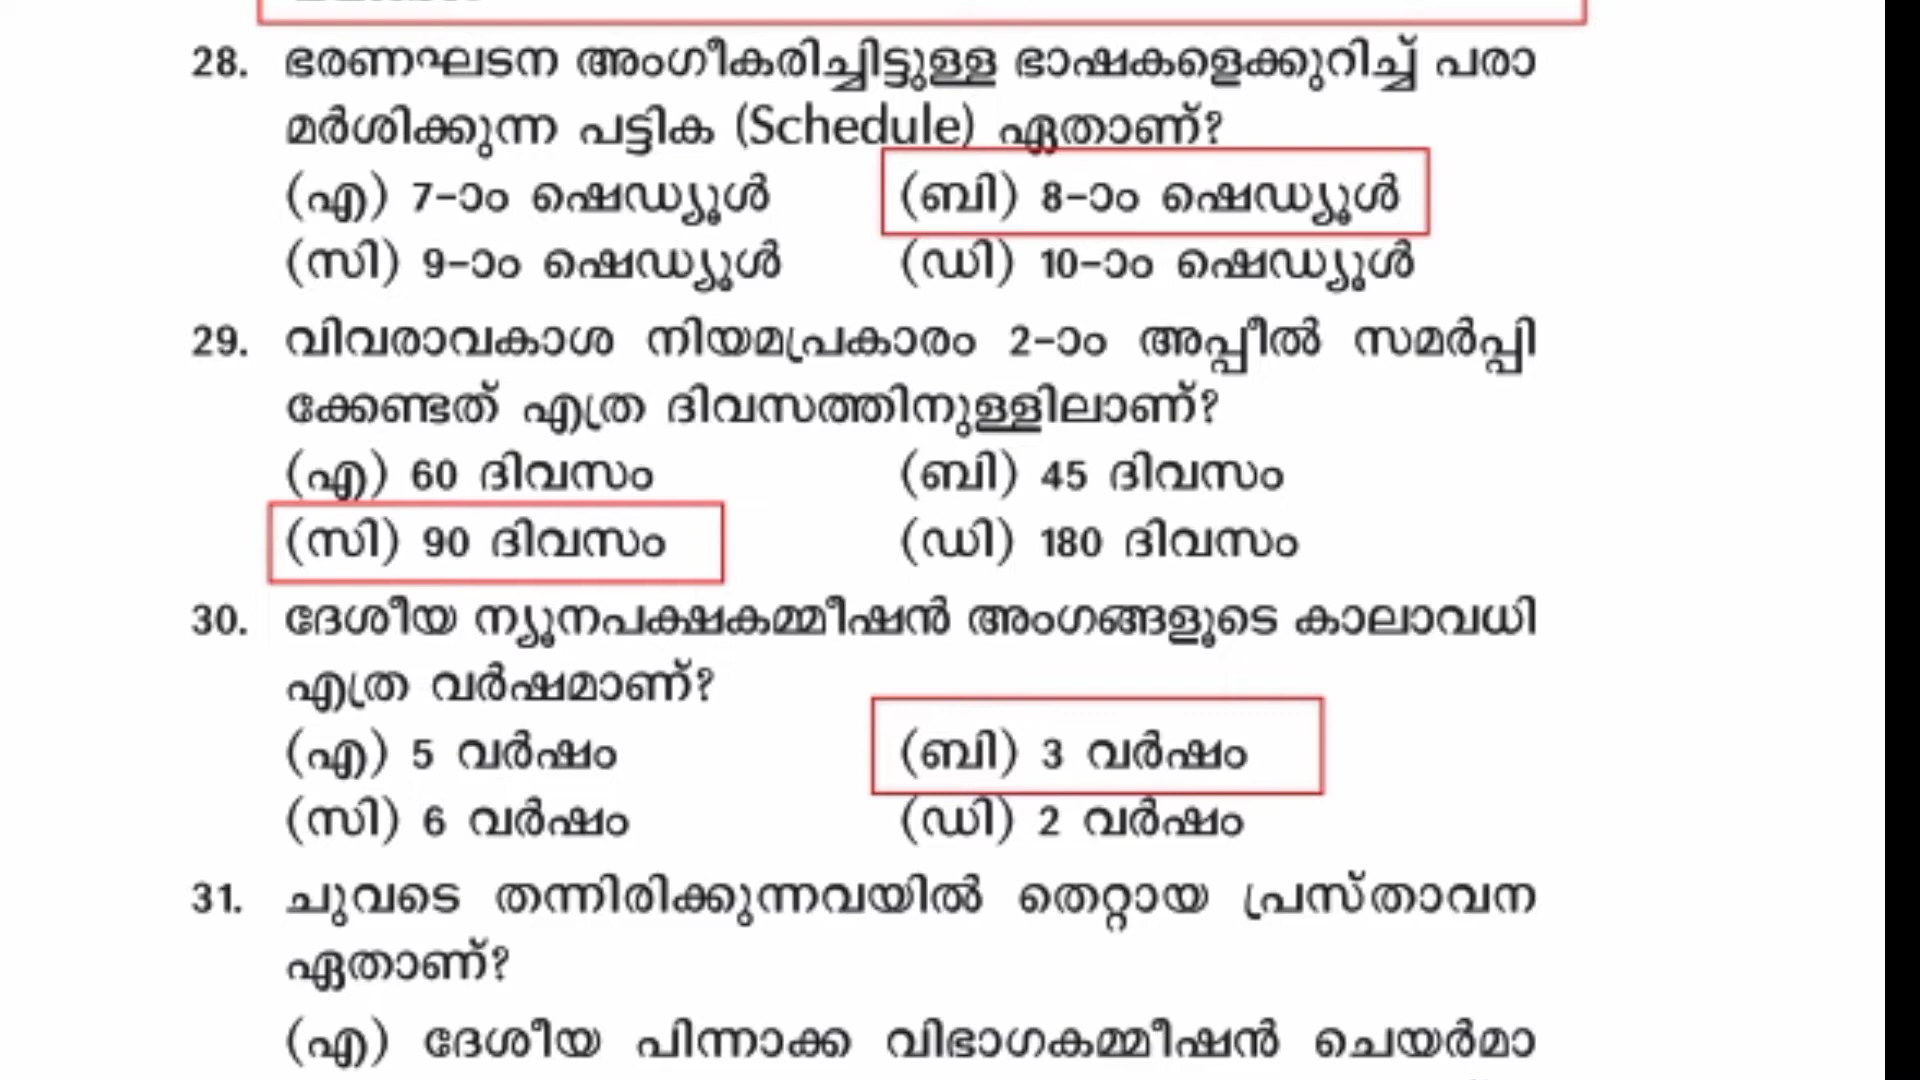 28. ഭരണഘടന അംഗീകരിച്ചിട്ടുള്ള ഭാഷകളെക്കുറിച്ച് പരാ
മർശിക്കുന്ന പട്ടിക (Schedule) ഏതാണ്?
(എ) 7-ാം ഷെഡ്യൂൾ (ബി) 8-ാം ഷെഡ്യൂൾ
(സി) 9-ാം ഷെഡ്യൂൾ (ഡി) 10-ാം ഷെഡ്യൂൾ
29. വിവരാവകാശ നിയമപ്രകാരം 2-ാം അപ്പീൽ സമർപ്പി
ക്കേണ്ടത് എത്ര ദിവസത്തിനുള്ളിലാണ്?
(എ) 60 ദിവസം (ബി) 45 ദിവസം
(സി) 90 ദിവസം (ഡി) 180 ദിവസം
30. ദേശീയ ന്യൂനപക്ഷകമ്മീഷൻ അംഗങ്ങളൂടെ കാലാവധി
എത്ര വർഷമാണ്?
(എ) 5 വർഷം (ബി) 3 വർഷം
(സി) 6 വർഷം (ഡി) 2 വർഷം
31. ചുവടെ തന്നിരിക്കുന്നവയിൽ തെറ്റായ പ്രസ്താവന
ഏതാണ്?
(എ) ദേശീയ പിന്നാക്ക വിഭാഗകമ്മീഷൻ ചെയർമാ